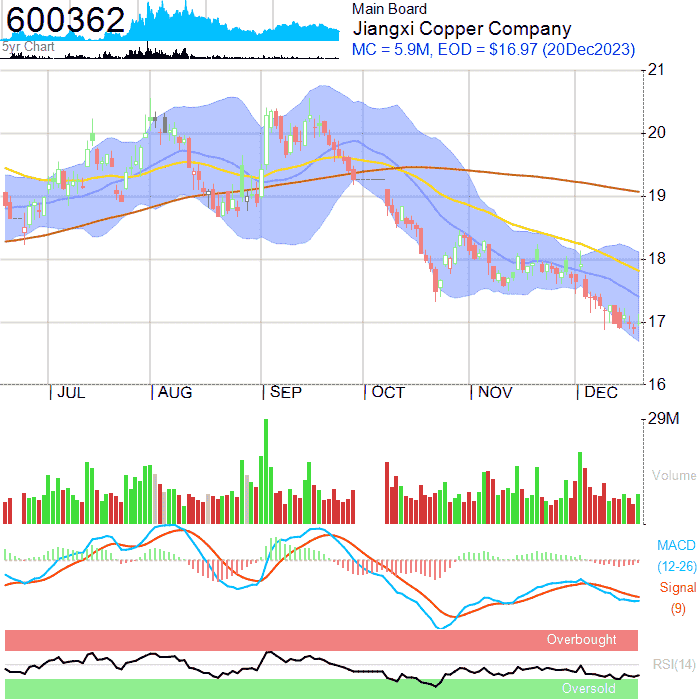 600362
5yr Chart
Main Board
Jiangxi Copper Company
MC = 5.9M, EOD = $16.97 (20Dec2023)
21
20
19
18
17
16
JUL AUG SEP OCT NOV DEC
29M
Volume
MACD
(12-26)
Signal
(9)
Overbought
RSI(14)
Oversold